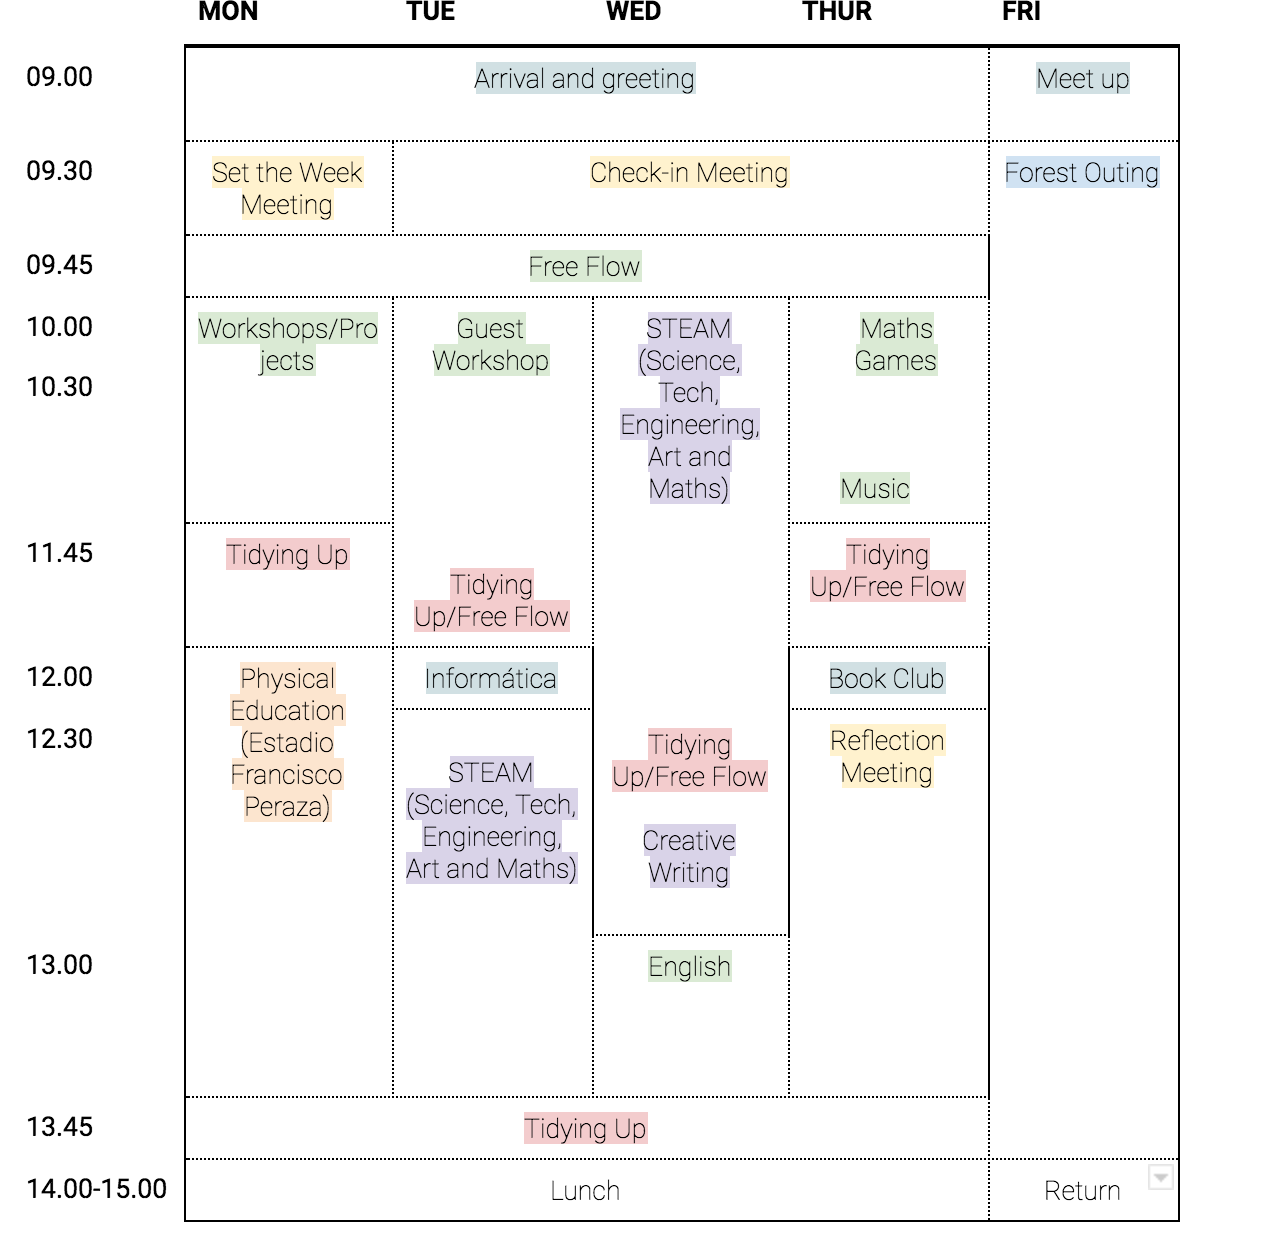 MON TUE WED THUR FRI
09.00 Arrival and greeting Meet up
09.30 Set the Week Check-in Meeting Forest Outing
Meeting
09.45 Free Flow
10.00 Workshops/Pro Guest STEAM Maths
jects Workshop (Science, Games
10.30 Tech,
Engineering,
Art and
Maths) Music
11.45 Tidying Up Tidying
Tidying Up/Free Flow
Up/Free Flow
12.00 Physical Informática Book Club
Education
12.30 (Estadio Tidying Reflection
Francisco STEAM Up/Free Flow Meeting
Peraza) (Science, Tech,
Engineering, Creative
Art and Maths) Writing
13.00 English
13.45 Tidying Up
14.00-15.00 Lunch Return